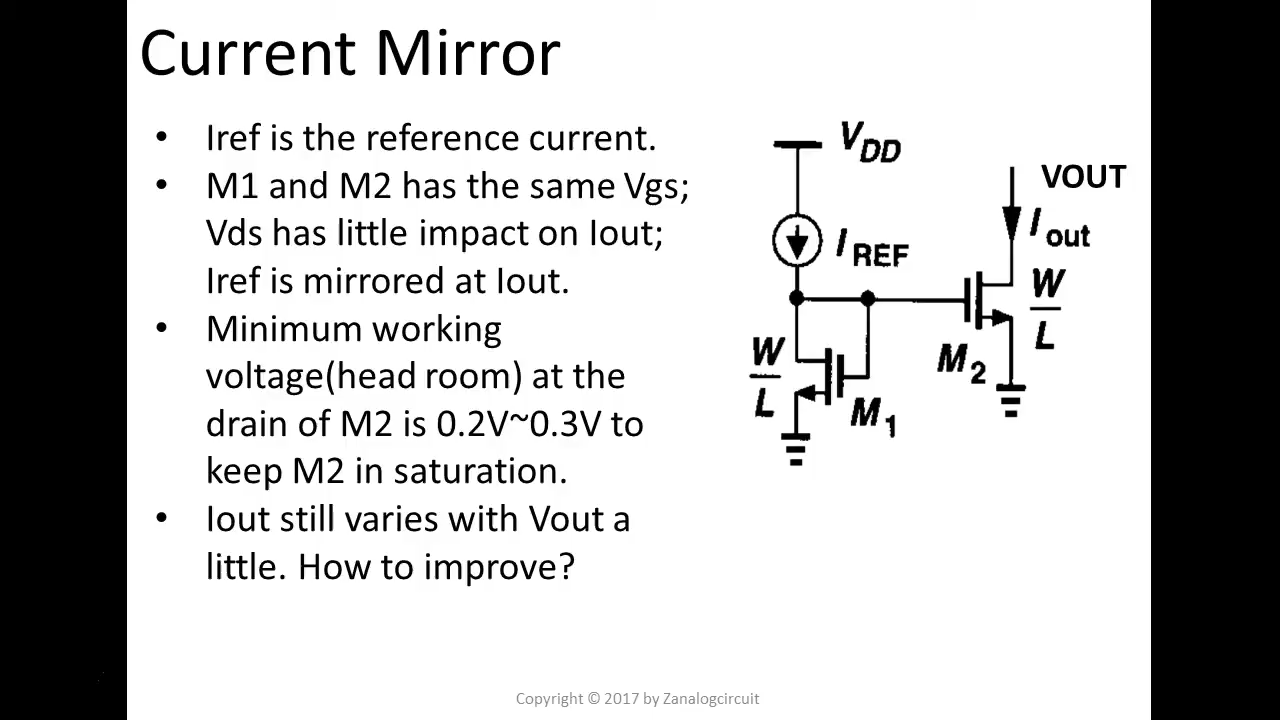 Current Mirror
• Iref is the reference current.
• M1 and M2 has the same Vgs;
Vds has little impact on Iout;
Iref is mirrored at Iout.
• Minimum working
voltage(head room) at the
drain of M2 is 0.2V~0.3V to
keep M2 in saturation.
• Iout still varies with Vout a
little. How to improve?
VDD
VOUT
IREF
Iout
W
L
M2
W
L
M1
Copyright © 2017 by Zanalogcircuit